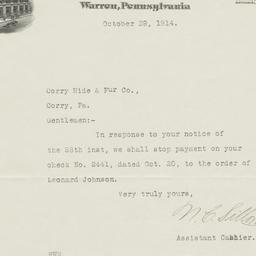 Warren, Pennsylvania
October 29, 1914.
Corry Hide & Fur Co.,
Corry, Pa.
Gentlemen:-
In response to your notice of
the 28th inst, we shall stop payment on your
check No. 2441, dated Oct. 20, to the order of
Leonard Johnson.
Very truly yours,
Assistant Cashier.